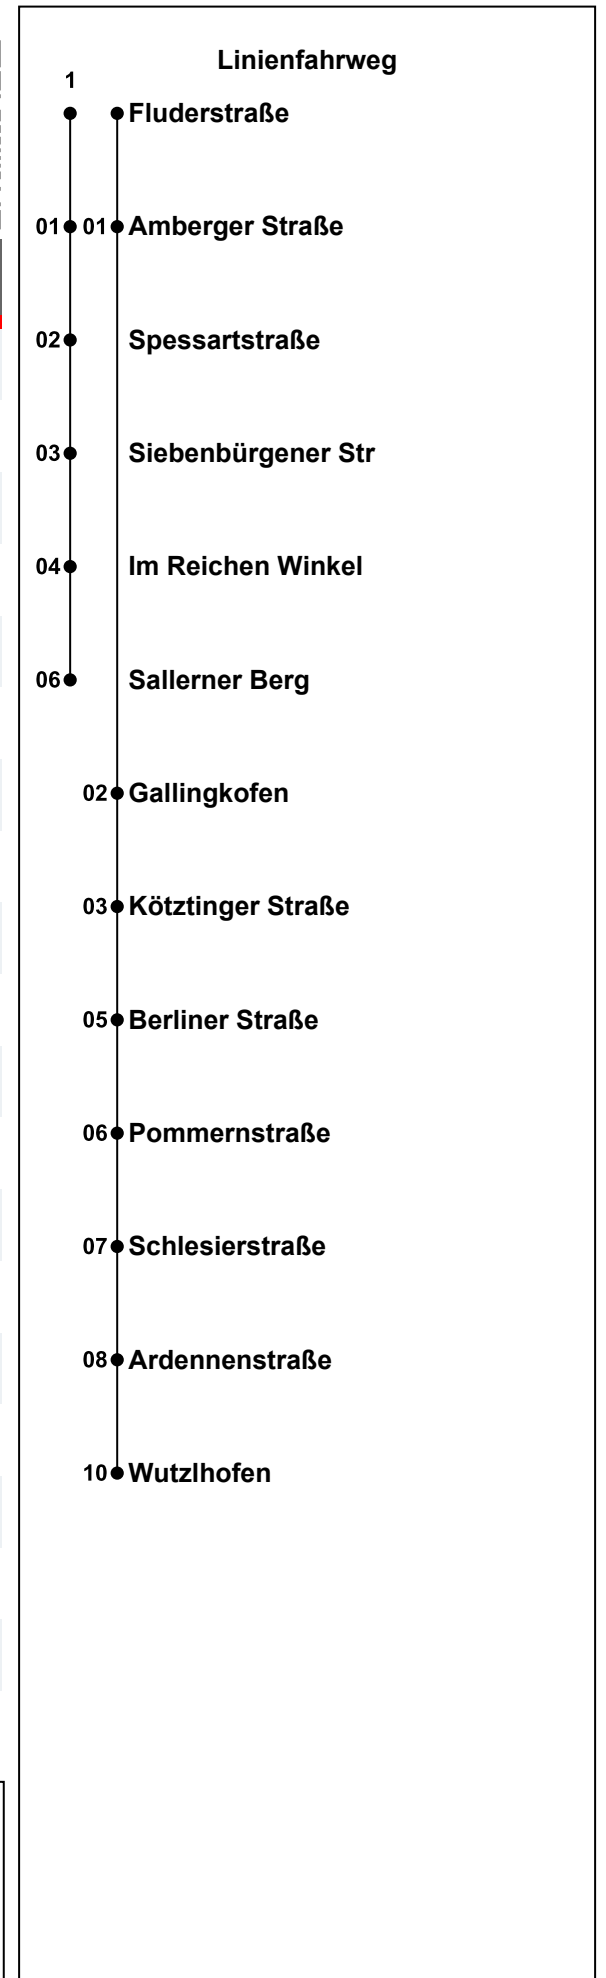 Linienfahrweg
1
Fluderstraße
01 01 Amberger Straße
02 Spessartstraße
03 Siebenbürgener Str
04 Im Reichen Winkel
06 Sallerner Berg
02 Gallingkofen
03 Kötztinger Straße
05 Berliner Straße
06 Pommernstraße
07 Schlesierstraße
08 Ardennenstraße
10 Wutzlhofen